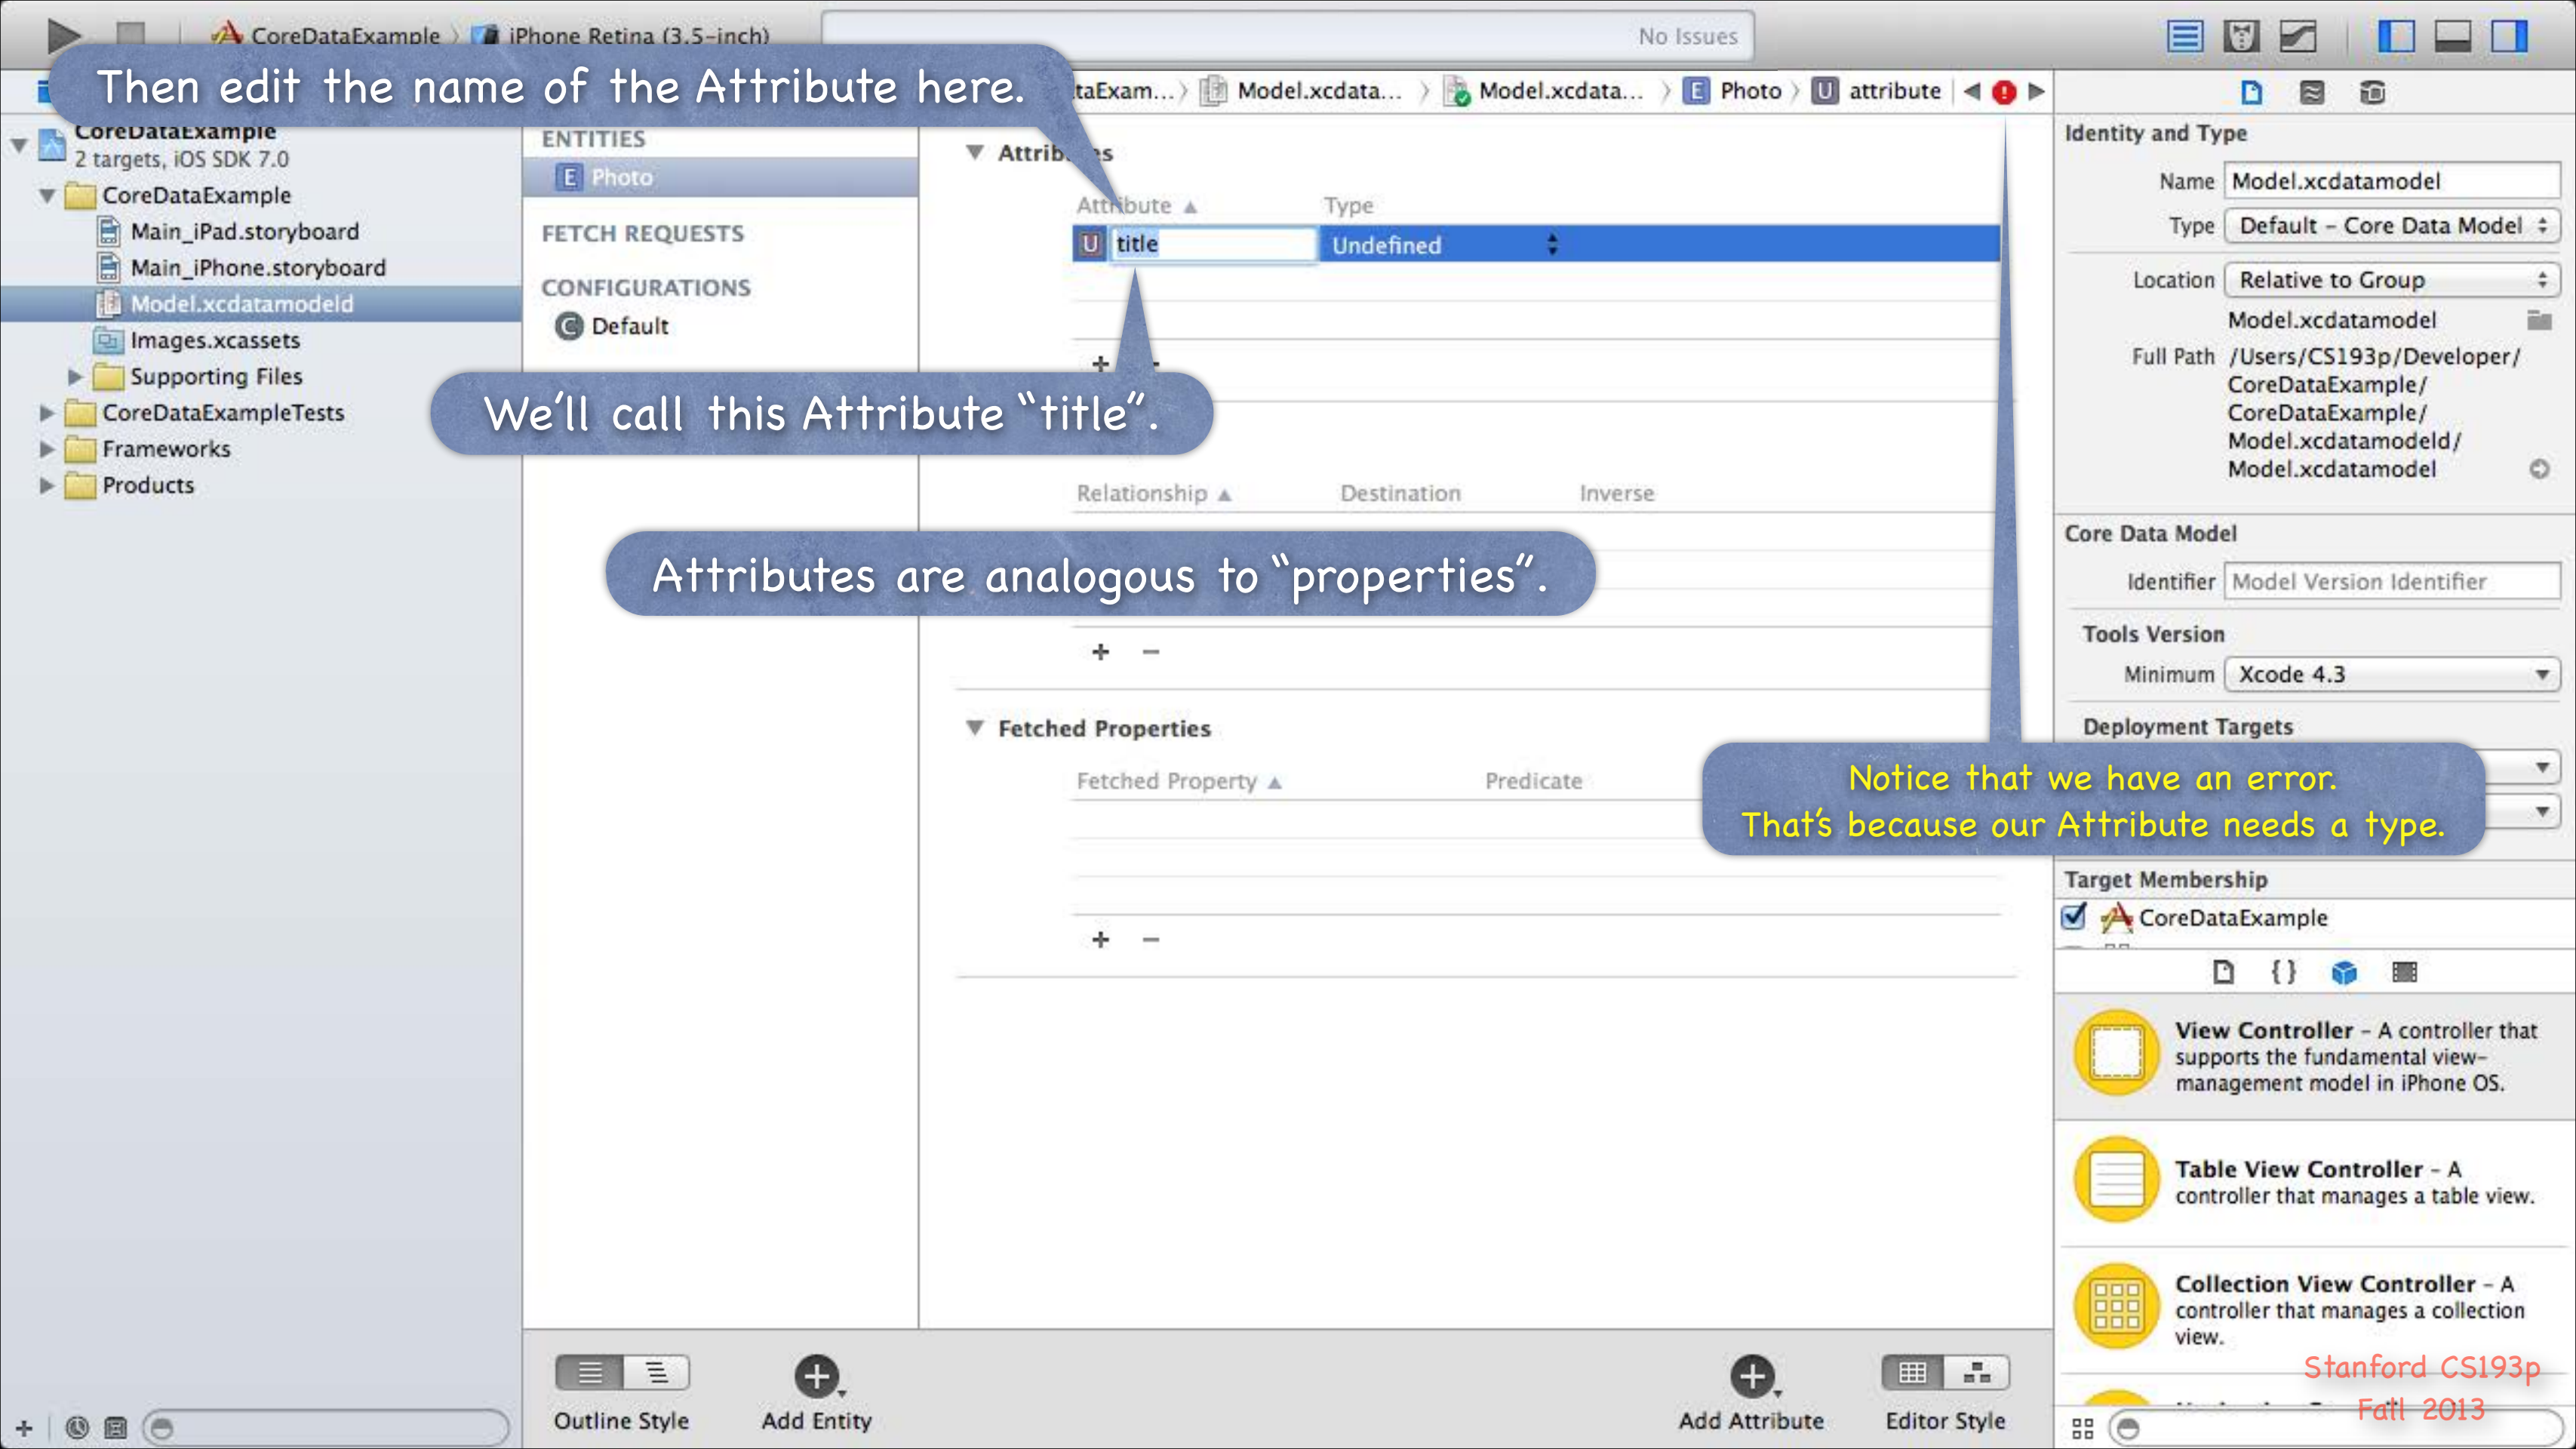 CoreDataExample
iPhone Retina (3.5-inch)
No Issues
Then edit the name of the Attribute here.
taExam...
Model.xcdata...
Model.xcdata...
E Photo
U attribute
CoreDataExample
2 targets, iOS SDK 7.0
CoreDataExample
Main_iPad.storyboard
Main_iPhone.storyboard
Model.xcdatamodeld
Images.xcassets
Supporting Files
CoreDataExampleTests
Frameworks
Products
ENTITIES
E Photo
FETCH REQUESTS
CONFIGURATIONS
C Default
Attributes
Attribute
Type
U title
Undefined
We'll call this Attribute “title”.
Relationship
Destination
Inverse
Attributes are analogous to “properties”.
Fetched Properties
Fetched Property
Predicate
Notice that we have an error.
That's because our Attribute needs a type.
Outline Style
Add Entity
Add Attribute
Editor Style
Identity and Type
Name Model.xcdatamodel
Type Default – Core Data Model
Location Relative to Group
Model.xcdatamodel
Full Path /Users/CS193p/Developer/
CoreDataExample/
CoreDataExample/
Model.xcdatamodeld/
Model.xcdatamodel
Core Data Model
Identifier Model Version Identifier
Tools Version
Minimum Xcode 4.3
Deployment Targets
Target Membership
CoreDataExample
{ }
View Controller – A controller that
supports the fundamental view-
management model in iPhone OS.
Table View Controller – A
controller that manages a table view.
Collection View Controller – A
controller that manages a collection
view.
Stanford CS193p
Fall 2013